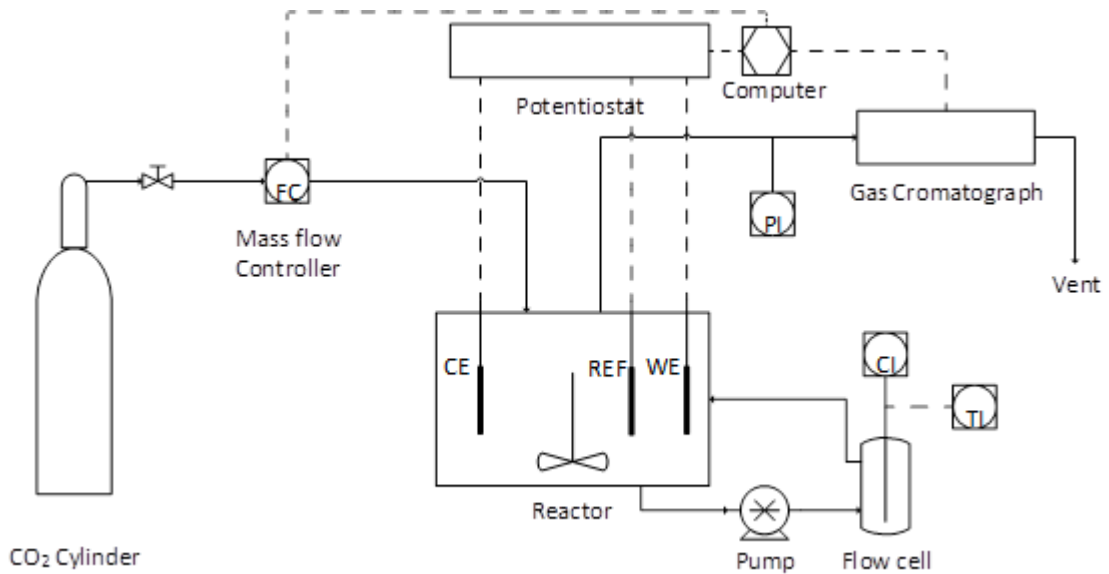 Potentiostat
Computer
FC
Mass flow
Controller
PI
Gas Cromatograph
Vent
CE
REF
WE
CI
TI
Reactor
Pump
Flow cell
CO₂ Cylinder